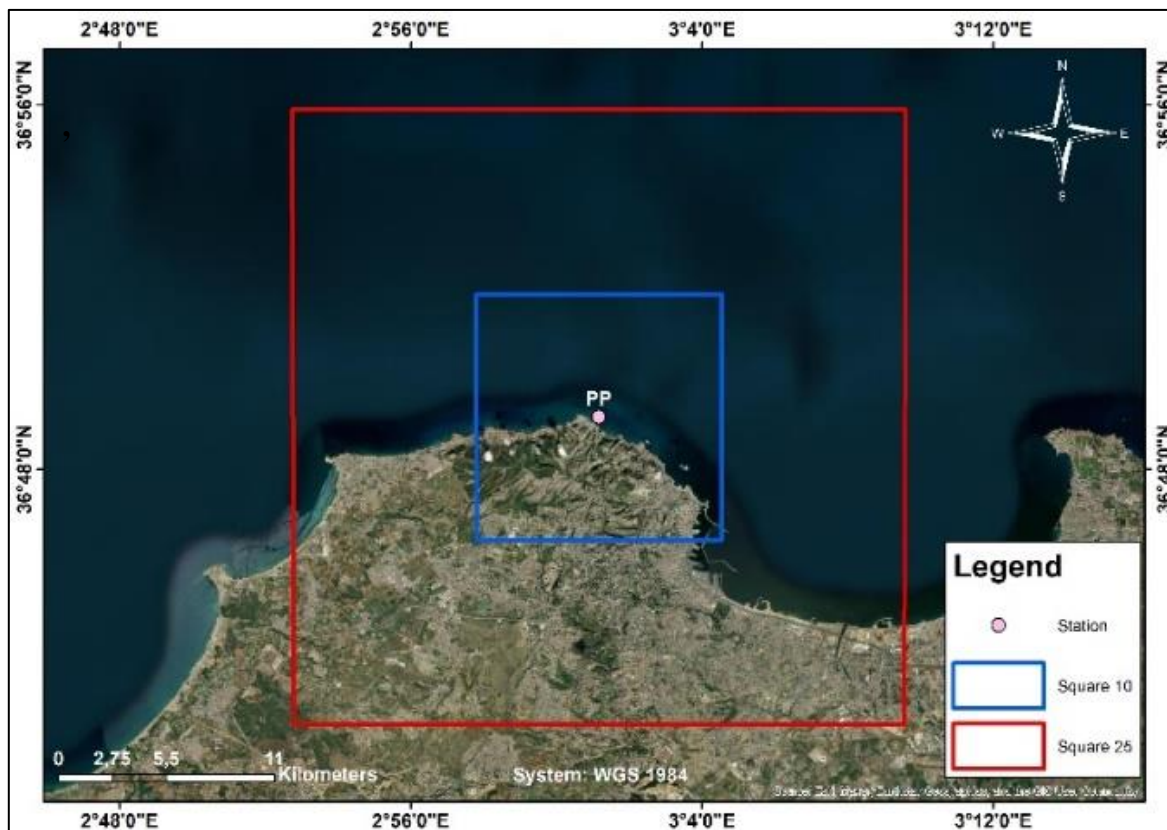 2°48'0"E 2°56'0"E 3°4'0"E 3°12'0"E
36°56'0"N
36°56'0"N
,
N
W E
S
PP
36°48'0"N
36°48'0"N
Legend
Station
Square 10
Square 25
0 2,75 5,5 11
Kilometers
System: WGS 1984
2°48'0"E 2°56'0"E 3°4'0"E 3°12'0"E